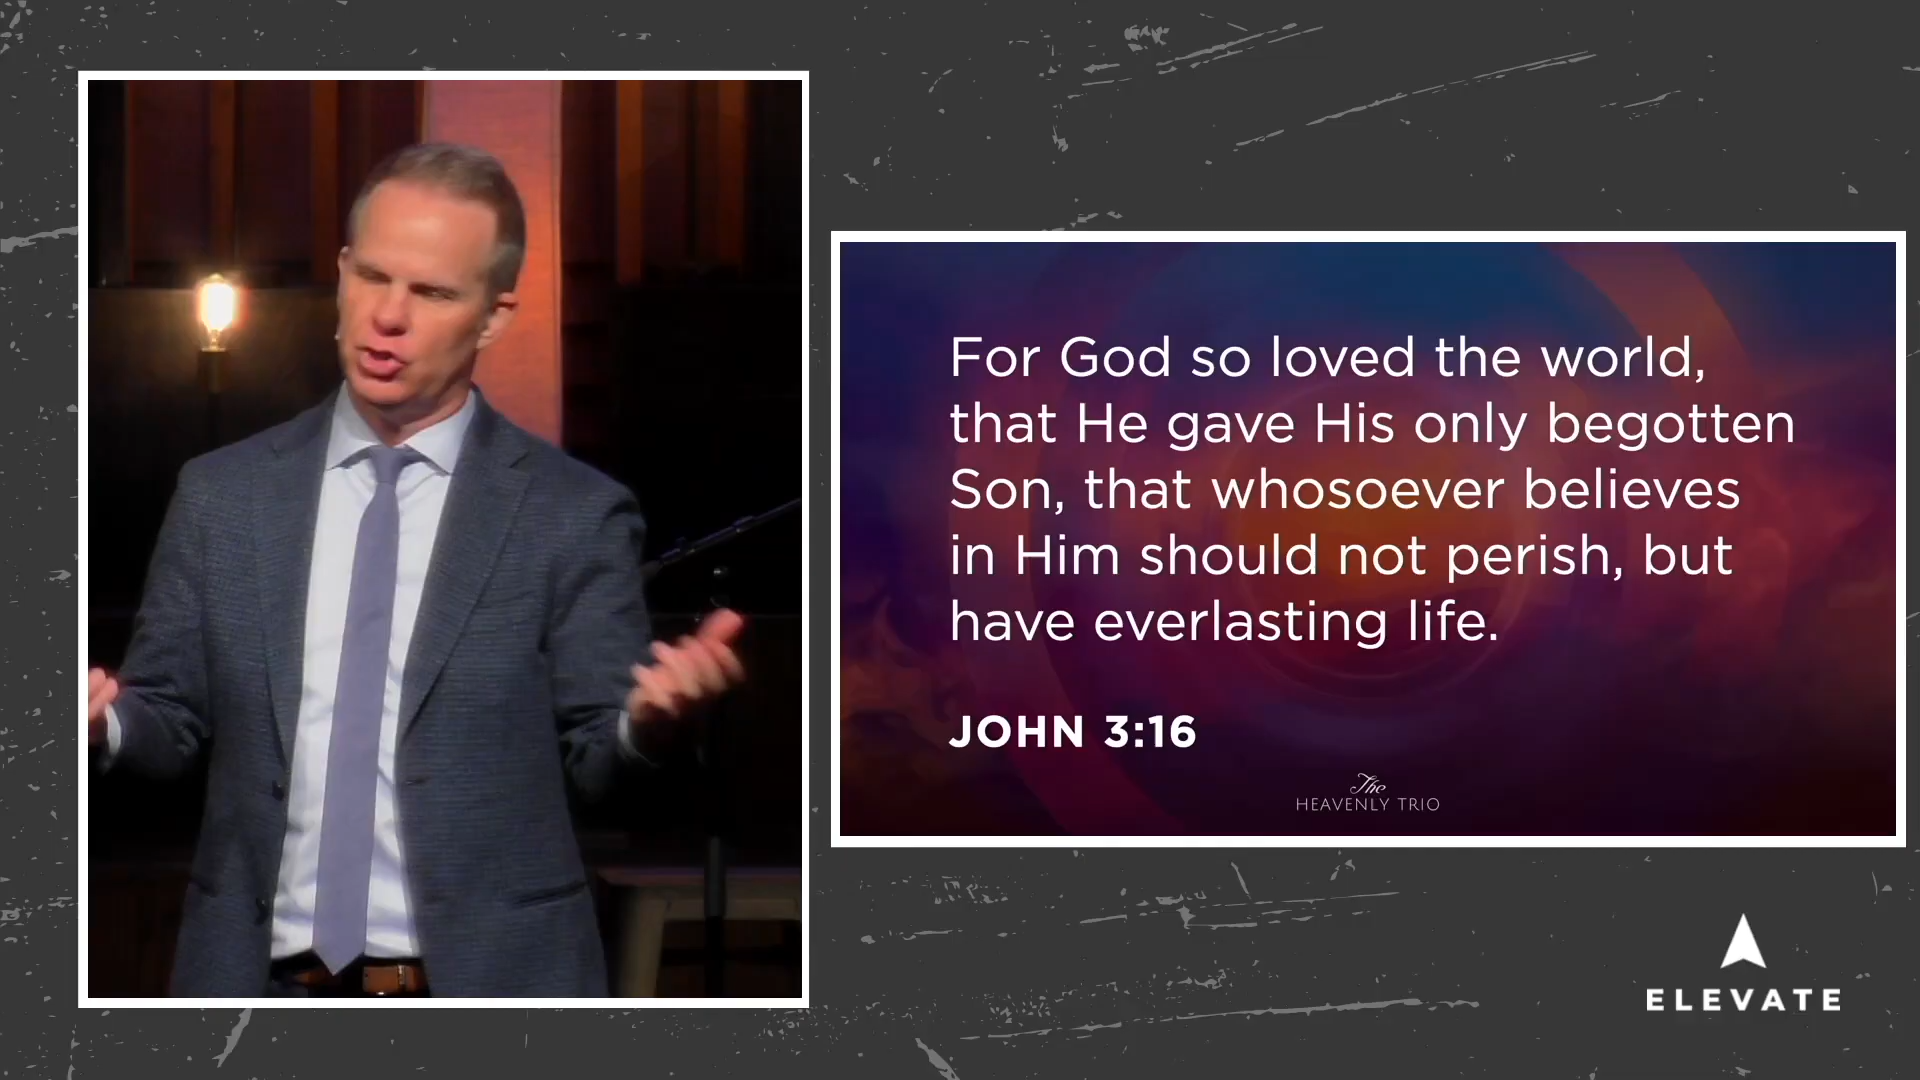 For God so loved the world,
that He gave His only begotten
Son, that whosoever believes
in Him should not perish, but
have everlasting life.
JOHN 3:16
The
HEAVENLY TRIO
ELEVATE